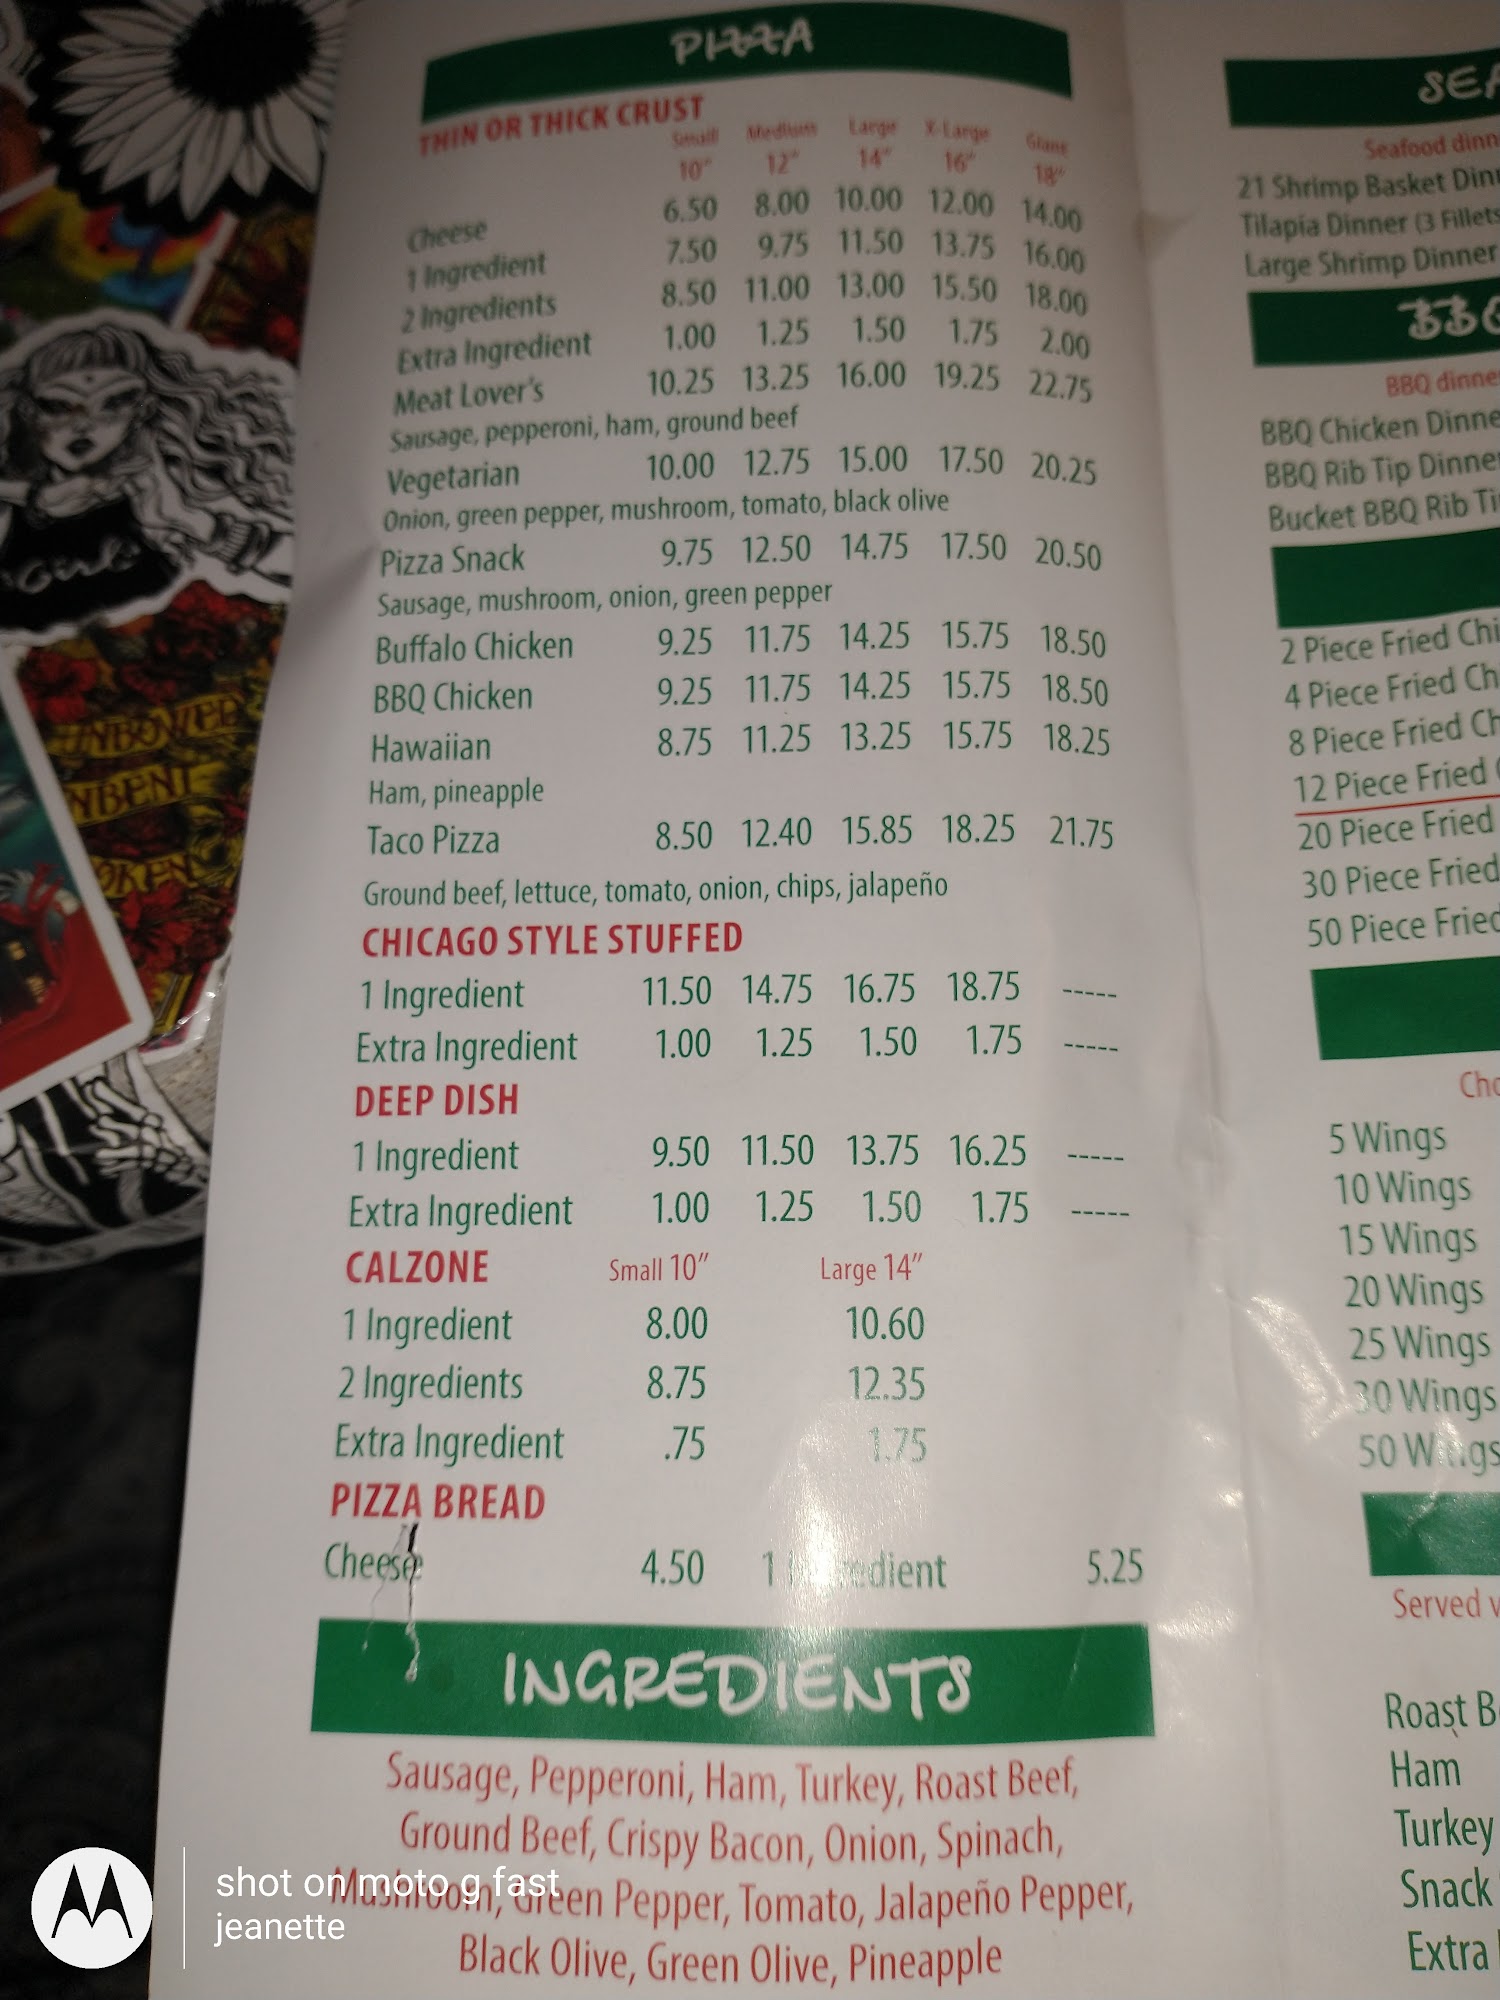 PIZZA
THIN OR THICK CRUST
Small Medium Large X-Large Giant
10" 12" 14" 16" 18"
Cheese 6.50 8.00 10.00 12.00 14.00
1 Ingredient 7.50 9.75 11.50 13.75 16.00
2 Ingredients 8.50 11.00 13.00 15.50 18.00
Extra Ingredient 1.00 1.25 1.50 1.75 2.00
Meat Lover's 10.25 13.25 16.00 19.25 22.75
Sausage, pepperoni, ham, ground beef
Vegetarian 10.00 12.75 15.00 17.50 20.25
Onion, green pepper, mushroom, tomato, black olive
Pizza Snack 9.75 12.50 14.75 17.50 20.50
Sausage, mushroom, onion, green pepper
Buffalo Chicken 9.25 11.75 14.25 15.75 18.50
BBQ Chicken 9.25 11.75 14.25 15.75 18.50
Hawaiian 8.75 11.25 13.25 15.75 18.25
Ham, pineapple
Taco Pizza 8.50 12.40 15.85 18.25 21.75
Ground beef, lettuce, tomato, onion, chips, jalapeño
CHICAGO STYLE STUFFED
1 Ingredient 11.50 14.75 16.75 18.75 -----
Extra Ingredient 1.00 1.25 1.50 1.75 -----
DEEP DISH
1 Ingredient 9.50 11.50 13.75 16.25 -----
Extra Ingredient 1.00 1.25 1.50 1.75 -----
CALZONE Small 10" Large 14"
1 Ingredient 8.00 10.60
2 Ingredients 8.75 12.35
Extra Ingredient .75 1.75
PIZZA BREAD
Cheese 4.50 1 Ingredient 5.25
INGREDIENTS
Sausage, Pepperoni, Ham, Turkey, Roast Beef,
Ground Beef, Crispy Bacon, Onion, Spinach,
Mushroom, Green Pepper, Tomato, Jalapeño Pepper,
Black Olive, Green Olive, Pineapple
SEA
Seafood dinn
21 Shrimp Basket Din
Tilapia Dinner (3 Fillets
Large Shrimp Dinner
BBQ
BBQ dinne
BBQ Chicken Dinne
BBQ Rib Tip Dinne
Bucket BBQ Rib Ti
2 Piece Fried Chi
4 Piece Fried Ch
8 Piece Fried Ch
12 Piece Fried
20 Piece Fried
30 Piece Fried
50 Piece Fried
Cho
5 Wings
10 Wings
15 Wings
20 Wings
25 Wings
30 Wings
50 Wings
Served
Roast B
Ham
Turkey
Snack
Extra
UNBOWED
UNBENT
shot on moto g fast
jeanette